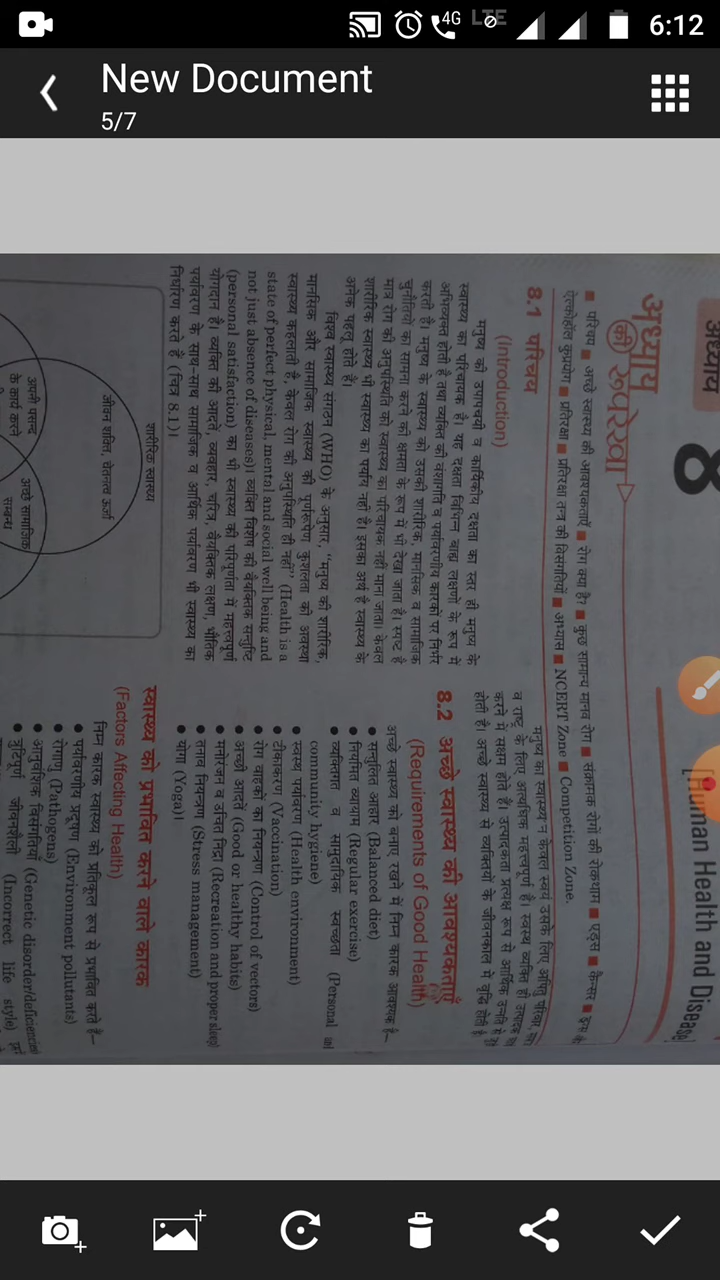 4G
LTE
6:12
New Document
5/7
अध्याय
8
[Human Health and Disease]
अध्याय
की रूपरेखा
■ परिचय ■ अच्छे स्वास्थ्य की आवश्यकताएँ ■ रोग क्या है? ■ कुछ सामान्य मानव रोग ■ संक्रामक रोगों की रोकथाम ■ एड्स ■ कैन्सर ■ ड्रग
ऐल्कोहॉल कुप्रयोग ■ प्रतिरक्षा ■ प्रतिरक्षा तन्त्र की विसंगतियाँ ■ अभ्यास ■ NCERT Zone ■ Competition Zone.
8.1 परिचय
(Introduction)
मनुष्य की उपापचयी व कार्यिकीय दक्षता का स्तर ही मनुष्य के
स्वास्थ्य का परिचायक है। यह दक्षता विभिन्न बाह्य लक्षणों के रूप से
अभिव्यक्त होती है तथा व्यक्ति की वंशागति व पर्यावरणीय कारकों पर निर्भर
करती है। मनुष्य के स्वास्थ्य को उसकी शारीरिक, मानसिक व सामाजिक
चुनौतियों का सामना करने की क्षमता के रूप में भी देखा जाता है। स्पष्ट है
मात्र रोग की अनुपस्थिति को स्वास्थ्य का परिचायक नहीं माना जाता। केवल
शारीरिक स्वास्थ्य भी स्वास्थ्य का पर्याय नहीं है। इसका अर्थ है स्वास्थ्य के
अनेक पहलू होते हैं।
विश्व स्वास्थ्य संगठन (WHO) के अनुसार, “मनुष्य की शारीरिक,
मानसिक और सामाजिक स्वास्थ्य की पूर्णरूपेण कुशलता की अवस्था
स्वास्थ्य कहलाती है, केवल रोग की अनुपस्थिति ही नहीं” (Health is a
state of perfect physical, mental and social well being and
not just absence of diseases)। व्यक्ति विशेष की वैयक्तिक सन्तुष्टि
(personal satisfaction) का भी स्वास्थ्य की परिपूर्णता में महत्त्वपूर्ण
योगदान है। व्यक्ति की आदतें, व्यवहार, चरित्र, वैयक्तिक लक्षण, भौतिक
पर्यावरण के साथ-साथ सामाजिक व आर्थिक पर्यावरण भी स्वास्थ्य का
निर्धारण करते हैं (चित्र 8.1)।
शारीरिक स्वास्थ्य
जीवन शक्ति, चेतनत्व ऊर्जा
अपनी पसन्द
के कार्य करने
अच्छे सामाजिक
सम्बन्ध
मनुष्य का स्वास्थ्य न केवल स्वयं उसके लिए अपितु परिवार,
व राष्ट्र के लिए अत्यधिक महत्त्वपूर्ण है। स्वस्थ व्यक्ति ही उत्पादक
करने में सक्षम होते हैं। उत्पादकता प्रत्यक्ष रूप से आर्थिक उन्नति से
होती है। अच्छे स्वास्थ्य से व्यक्तियों के जीवनकाल में वृद्धि होती है
8.2 अच्छे स्वास्थ्य की आवश्यकताएँ
(Requirements of Good Health)
अच्छे स्वास्थ्य को बनाए रखने में निम्न कारक आवश्यक हैं—
● सन्तुलित आहार (Balanced diet)
● नियमित व्यायाम (Regular exercise)
● व्यक्तिगत व सामुदायिक स्वच्छता (Personal and
community hygiene)
● स्वस्थ पर्यावरण (Health environment)
● टीकाकरण (Vaccination)
● रोग वाहकों का नियन्त्रण (Control of vectors)
● अच्छी आदतें (Good or healthy habits)
● मनोरंजन व उचित निद्रा (Recreation and proper sleep)
● तनाव नियन्त्रण (Stress management)
● योगा (Yoga)।
स्वास्थ्य को प्रभावित करने वाले कारक
(Factors Affecting Health)
निम्न कारक स्वास्थ्य को प्रतिकूल रूप से प्रभावित करते हैं—
● पर्यावरणीय प्रदूषण (Environment pollutants)
● रोगाणु (Pathogens)
● आनुवंशिक विसंगतियाँ (Genetic disorder/deficiencies)
● त्रुटिपूर्ण जीवनशैली (Incorrect life style)